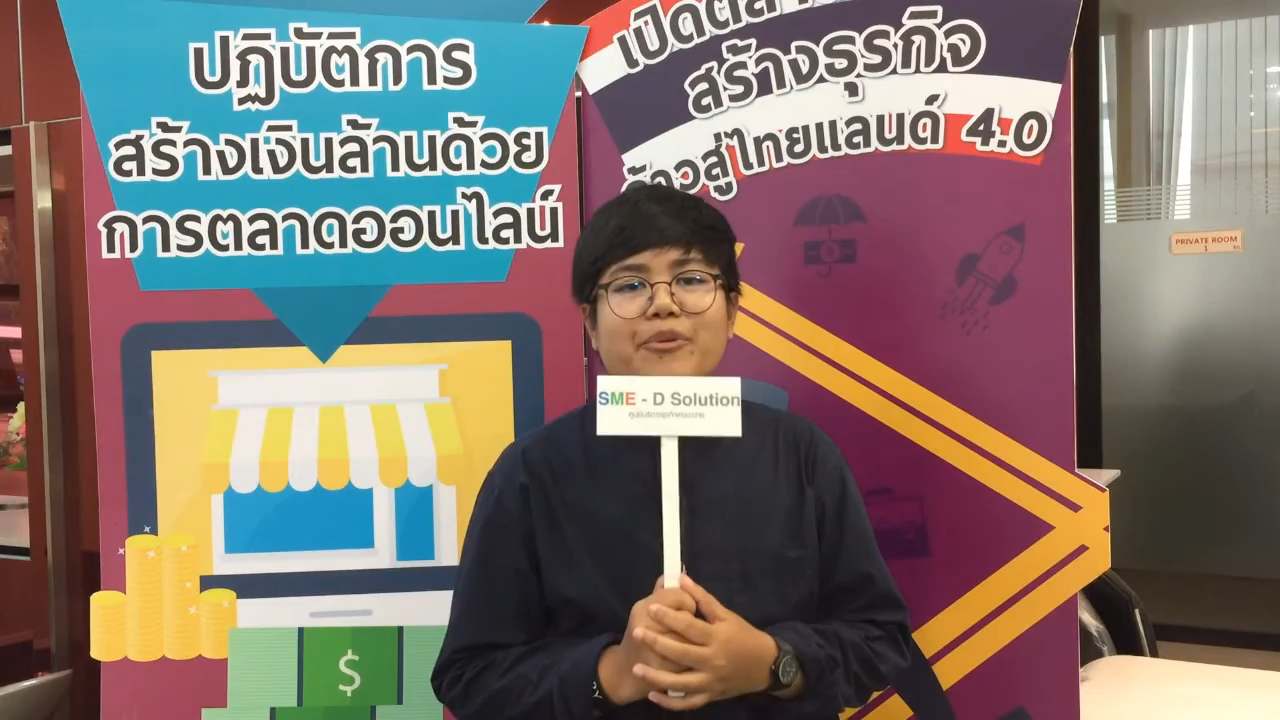 ปฏิบัติการ
สร้างเงินล้านด้วย
การตลาดออนไลน์
สร้างธุรกิจ
สู่ไทยแลนด์ 4.0
PRIVATE ROOM
1
SME - D Solution
$